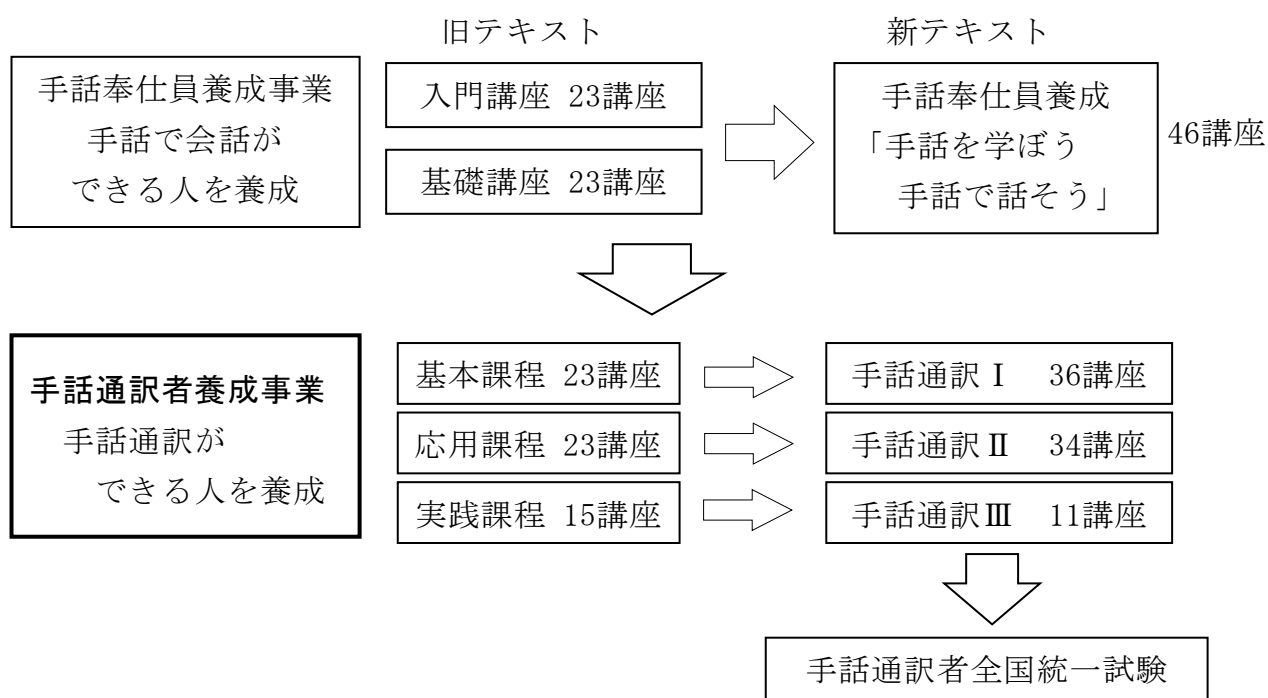 旧テキスト
新テキスト
手話奉仕員養成事業
手話で会話が
できる人を養成
入門講座 23講座
基礎講座 23講座
手話奉仕員養成
「手話を学ぼう
手話で話そう」
46講座
手話通訳者養成事業
手話通訳が
できる人を養成
基本課程 23講座
応用課程 23講座
実践課程 15講座
手話通訳Ⅰ 36講座
手話通訳Ⅱ 34講座
手話通訳Ⅲ 11講座
手話通訳者全国統一試験